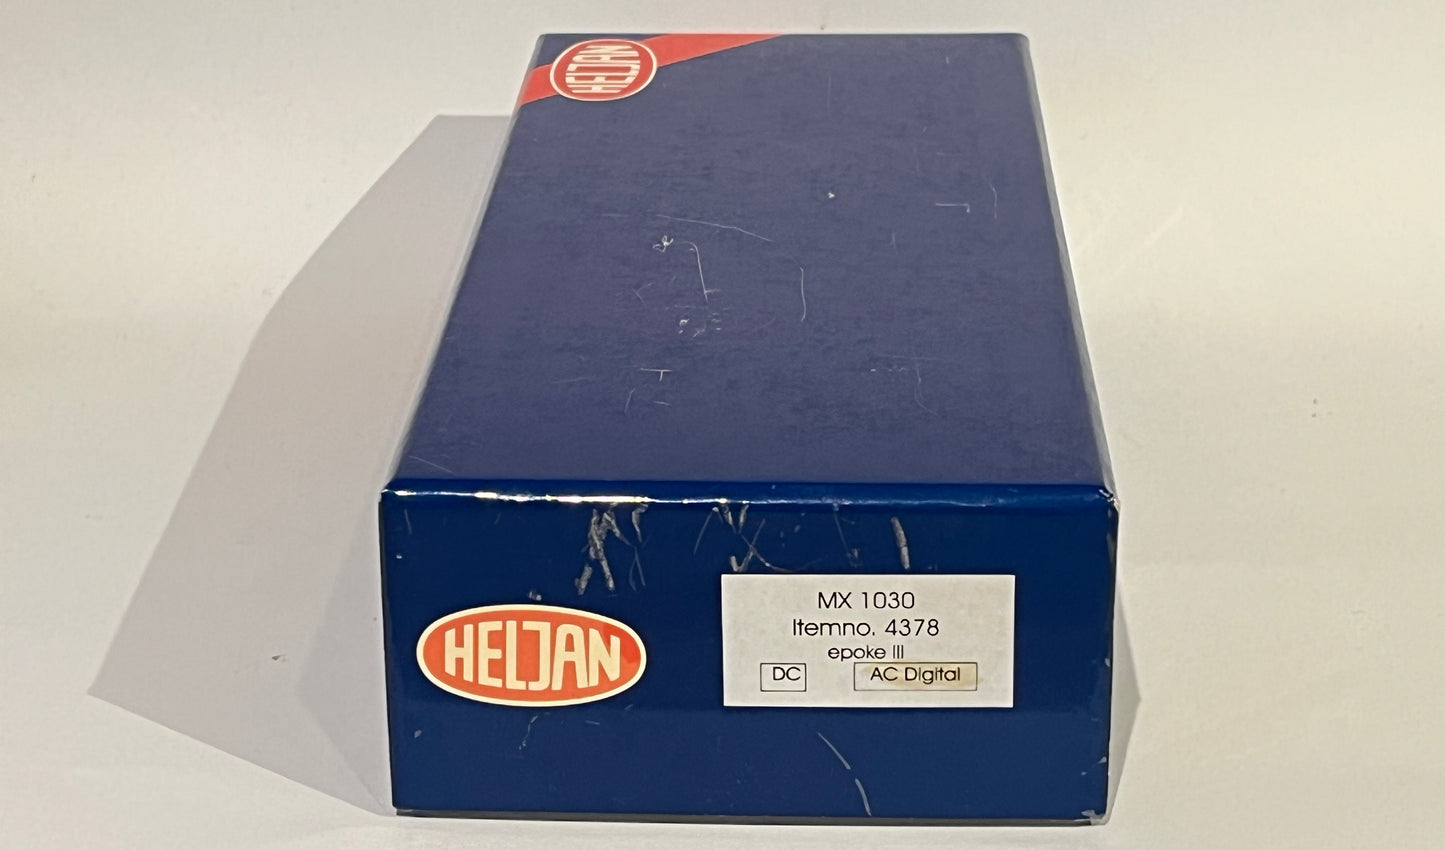 HELJAN
HELJAN
MX 1030
Itemno. 4378
epoke III
DC AC Digital